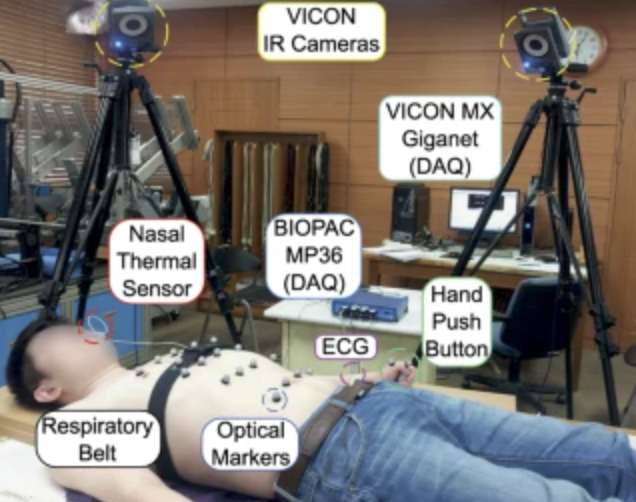 VICON
IR Cameras
VICON MX
Giganet
(DAQ)
Nasal
Thermal
Sensor
BIOPAC
MP36
(DAQ)
Hand
Push
Button
ECG
Respiratory
Belt
Optical
Markers